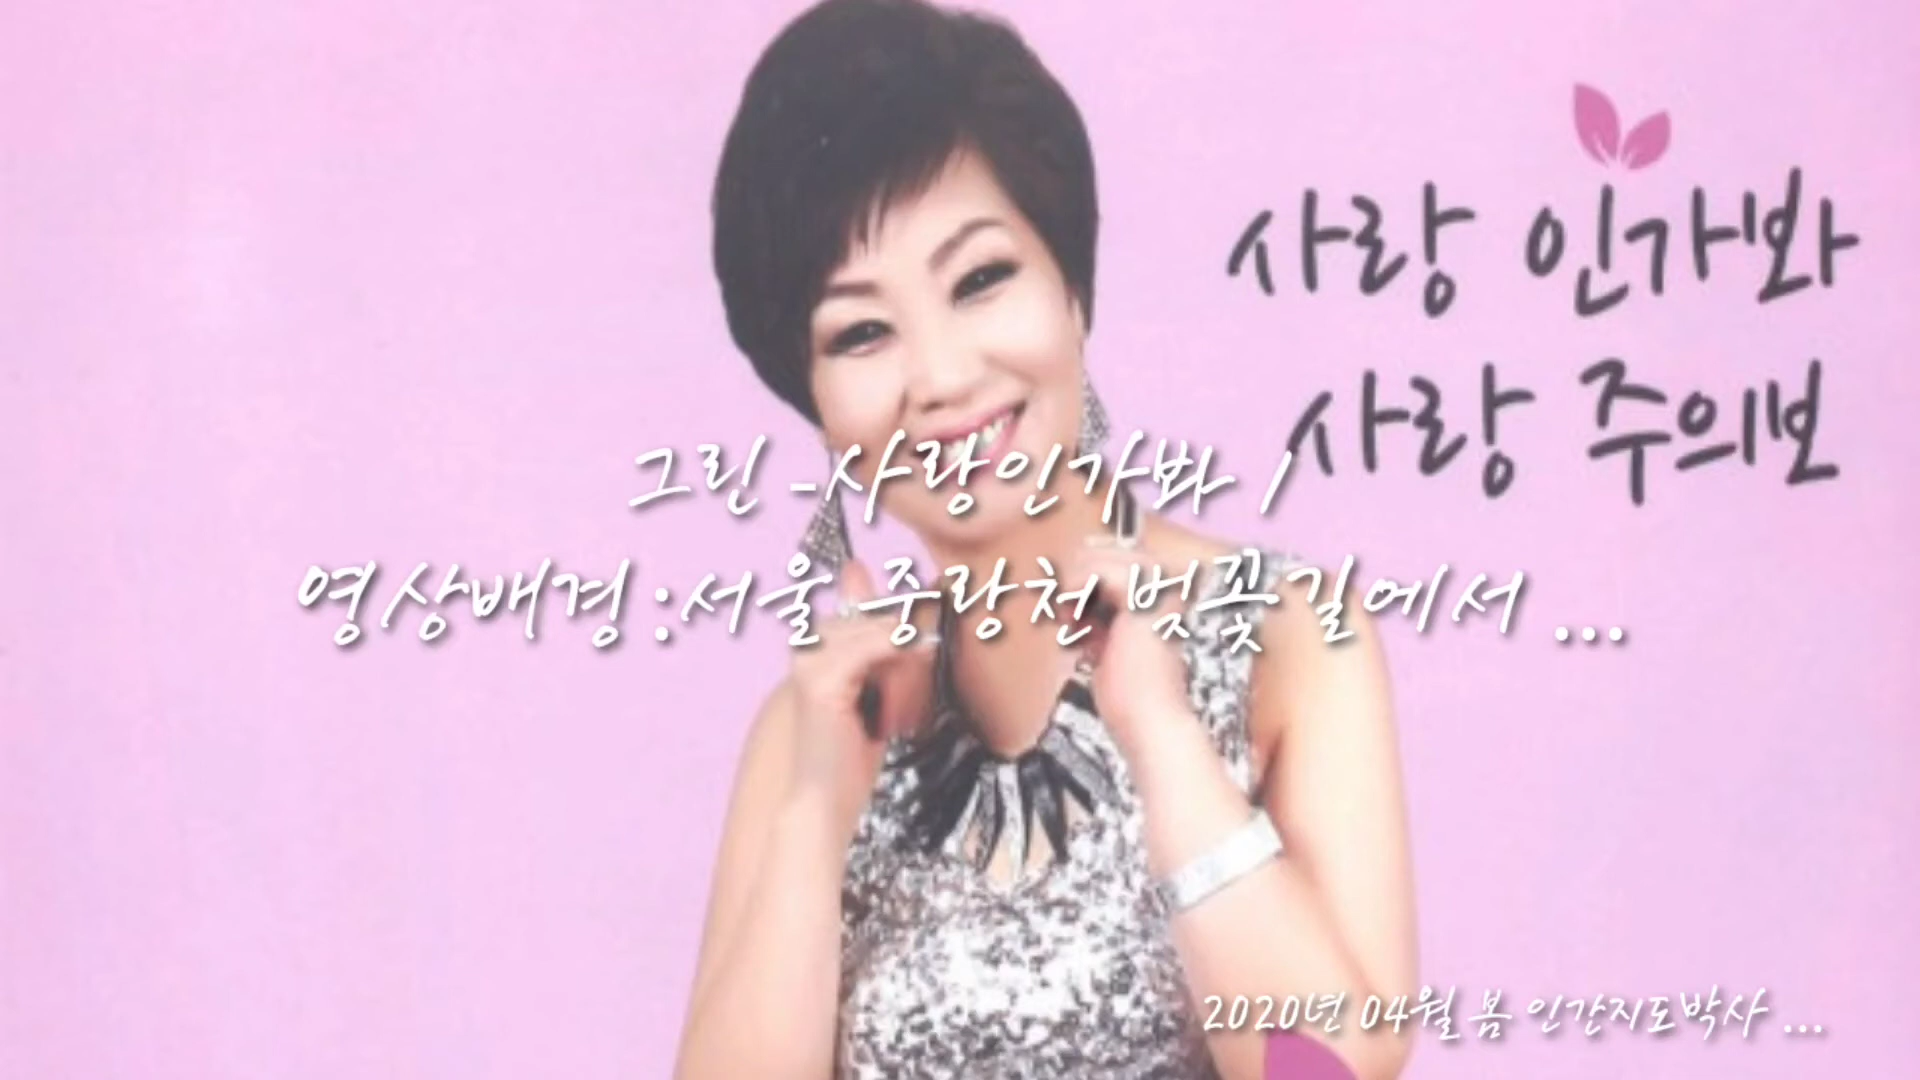 사랑 인가봐
사랑 주의보
그린 -사랑인가봐 /
영상배경 :서울 중랑천 벚꽃길에서 ...
2020년 04월 봄 인간지도박사 ...